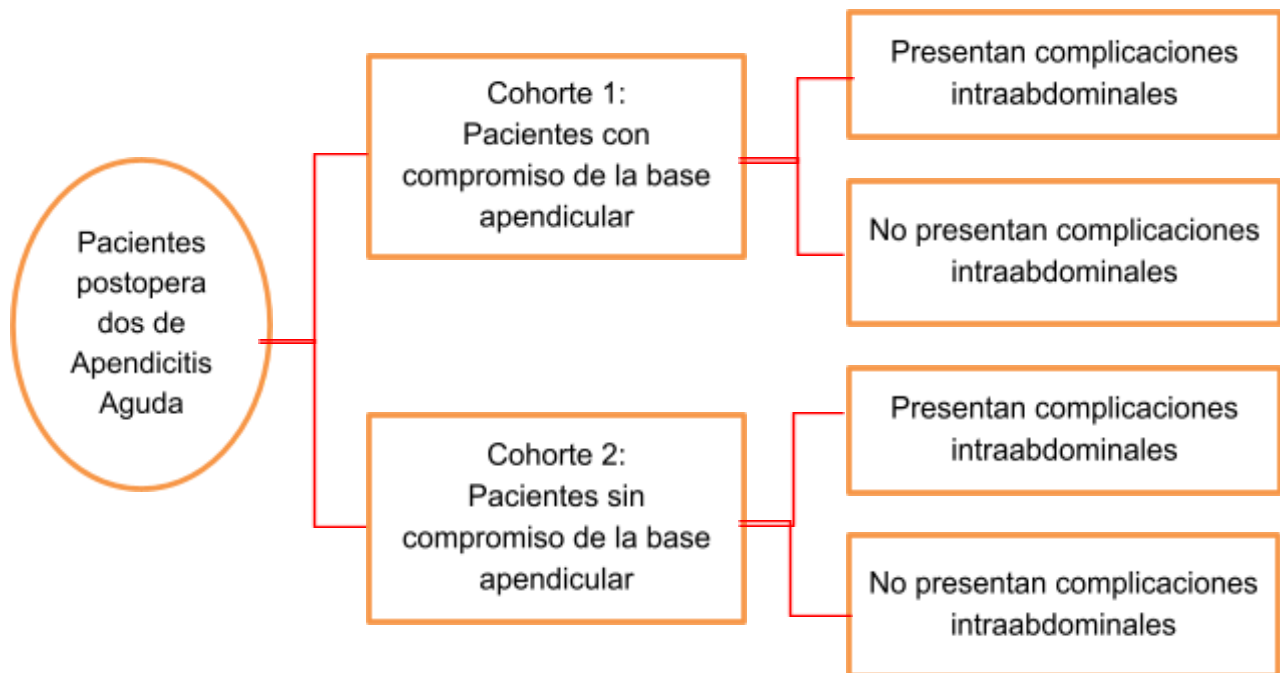 Pacientes
postopera
dos de
Apendicitis
Aguda
Cohorte 1:
Pacientes con
compromiso de la base
apendicular
Presentan complicaciones
intraabdominales
No presentan complicaciones
intraabdominales
Cohorte 2:
Pacientes sin
compromiso de la base
apendicular
Presentan complicaciones
intraabdominales
No presentan complicaciones
intraabdominales